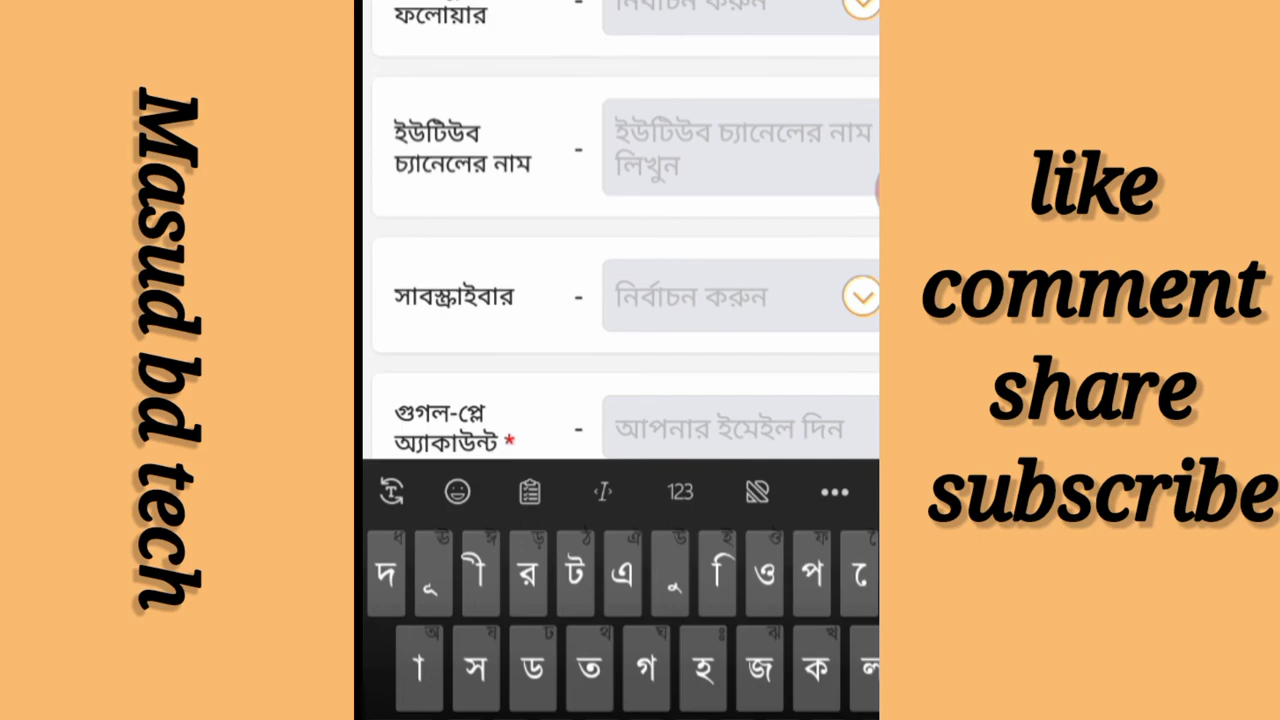 Masud bd tech
ফলোয়ার
-
নির্বাচন করুন
ইউটিউব
চ্যানেলের নাম
-
ইউটিউব চ্যানেলের নাম
লিখুন
সাবস্ক্রাইবার
-
নির্বাচন করুন
গুগল-প্লে
অ্যাকাউন্ট *
-
আপনার ইমেইল দিন
123
ধ ঊ ঈ ড় ঠ ঐ উ ই ঔ ফ
দ ূ ী র ট এ ু ি ও প ে
অ য ঢ থ ঘ ঃ ঝ খ
া স ড ত গ হ জ ক ল
like
comment
share
subscribe